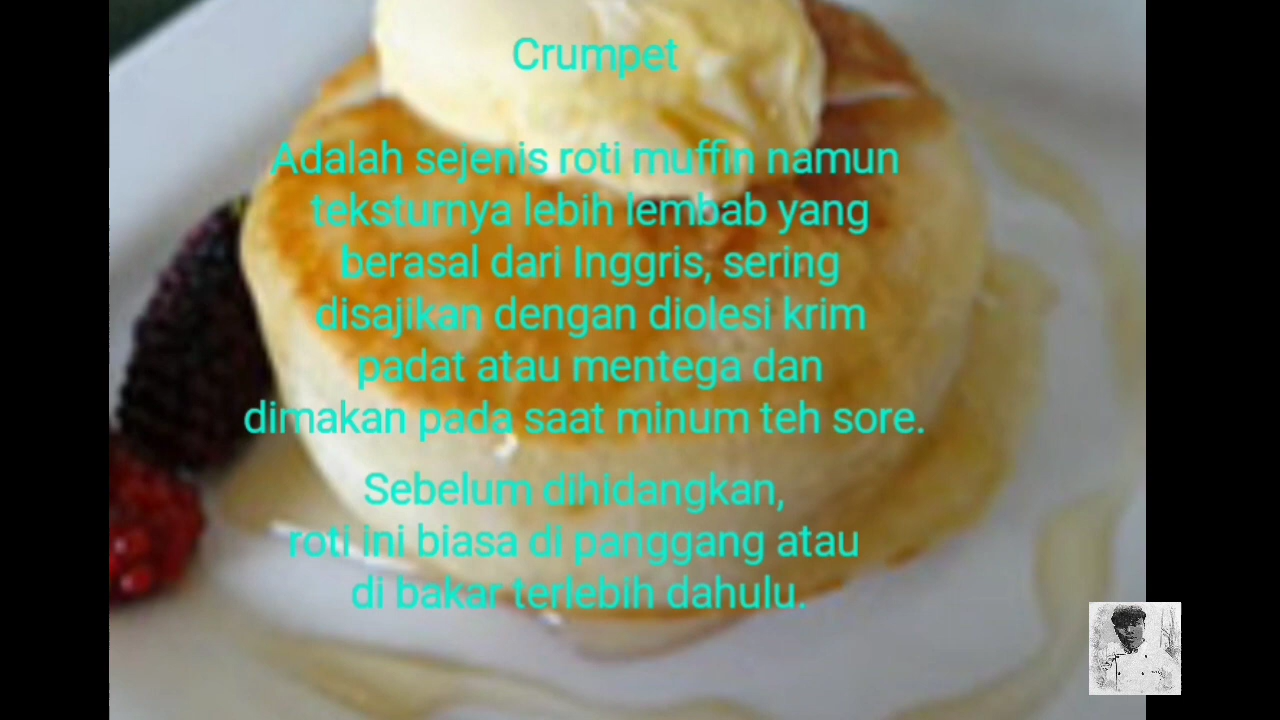 Crumpet
Adalah sejenis roti muffin namun
teksturnya lebih lembab yang
berasal dari Inggris, sering
disajikan dengan diolesi krim
padat atau mentega dan
dimakan pada saat minum teh sore.
Sebelum dihidangkan,
roti ini biasa di panggang atau
di bakar terlebih dahulu.